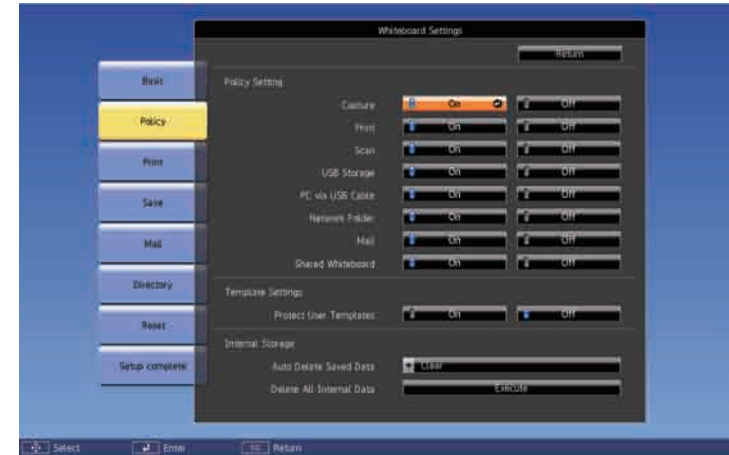 Whiteboard Settings
Return
Basic
Policy
Print
Save
Mail
Directory
Reset
Setup complete
Policy Setting
Capture On Off
Print On Off
Scan On Off
USB Storage On Off
PC via USB Cable On Off
Network Folder On Off
Mail On Off
Shared Whiteboard On Off
Template Settings
Protect User Templates On Off
Internal Storage
Auto Delete Saved Data Clear
Delete All Internal Data Execute
Select Enter Return